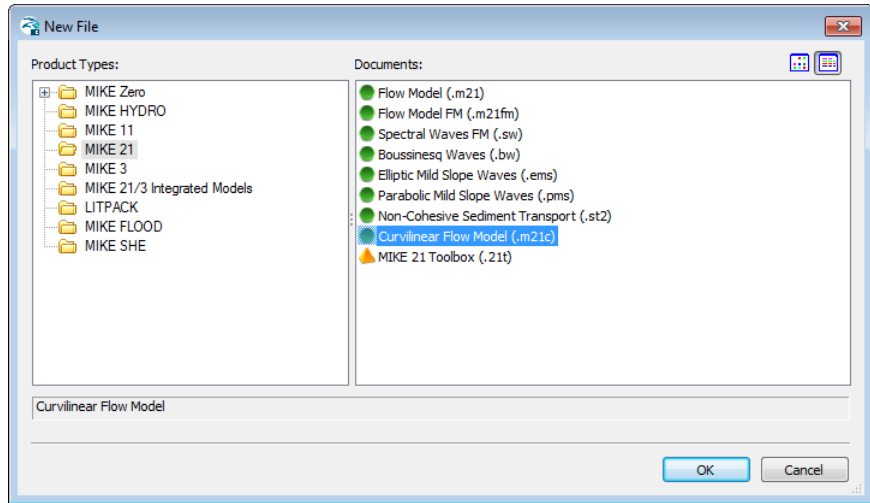 New File
Product Types:
Documents:
MIKE Zero
MIKE HYDRO
MIKE 11
MIKE 21
MIKE 3
MIKE 21/3 Integrated Models
LITPACK
MIKE FLOOD
MIKE SHE
Flow Model (.m21)
Flow Model FM (.m21fm)
Spectral Waves FM (.sw)
Boussinesq Waves (.bw)
Elliptic Mild Slope Waves (.ems)
Parabolic Mild Slope Waves (.pms)
Non-Cohesive Sediment Transport (.st2)
Curvilinear Flow Model (.m21c)
MIKE 21 Toolbox (.21t)
Curvilinear Flow Model
OK
Cancel